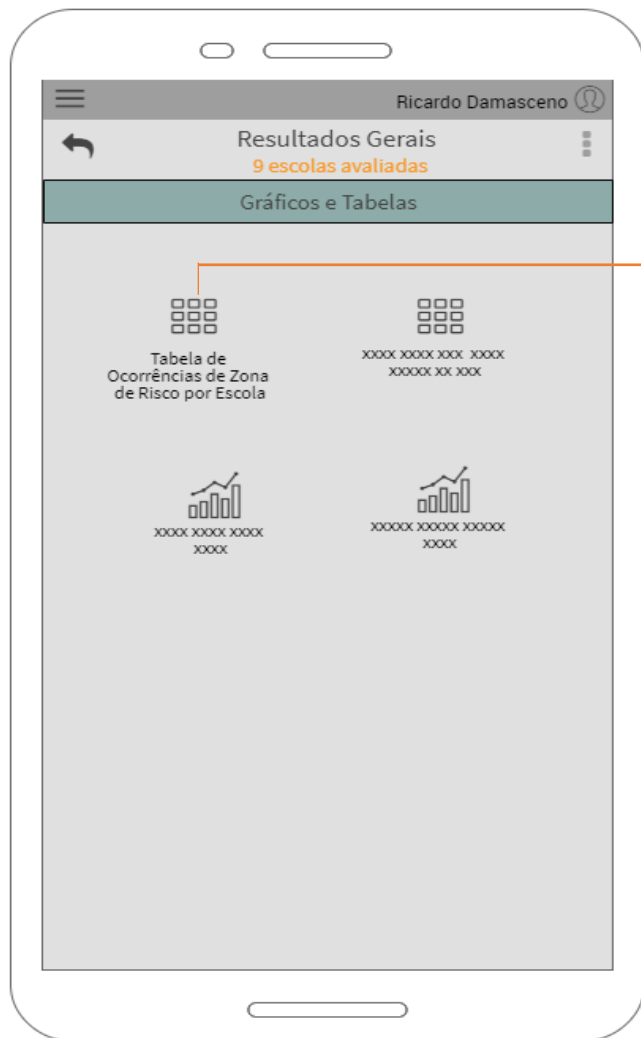 Ricardo Damasceno
Resultados Gerais
9 escolas avaliadas
Gráficos e Tabelas
Tabela de
Ocorrências de Zona
de Risco por Escola
xxxx xxxx xxx xxxx
xxxxx xx xxx
xxxx xxxx xxxx
xxxx
xxxxx xxxxx xxxxx
xxxx